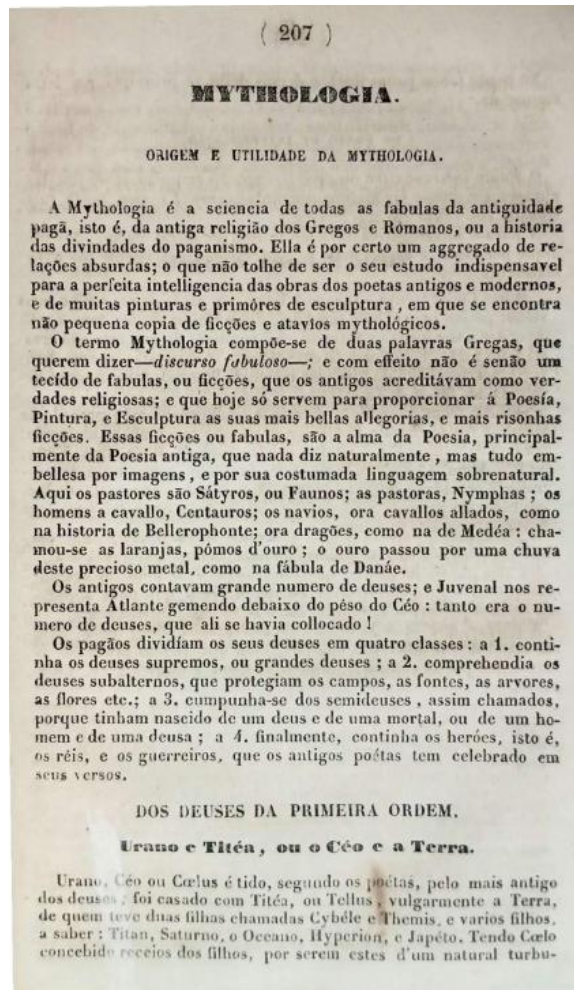 ( 207 )
MYTHOLOGIA.
ORIGEM E UTILIDADE DA MYTHOLOGIA.
A Mythologia é a sciencia de todas as fabulas da antiguidade
pagã, isto é, da antiga religião dos Gregos e Romanos, ou a historia
das divindades do paganismo. Ella é por certo um aggregado de re-
lações absurdas; o que não tolhe de ser o seu estudo indispensavel
para a perfeita intelligencia das obras dos poetas antigos e modernos,
e de muitas pinturas e primôres de esculptura , em que se encontra
não pequena copia de ficções e atavios mythológicos.
O termo Mythologia compõe-se de duas palavras Gregas, que
querem dizer—discurso fabuloso—; e com effeito não é senão um
tecído de fabulas, ou ficções, que os antigos acreditávam como ver-
dades religiosas; e que hoje só servem para proporcionar á Poesía,
Pintura, e Esculptura as suas mais bellas allegorias, e mais risonhas
ficções. Essas ficções ou fabulas, são a alma da Poesia, principal-
mente da Poesia antiga, que nada diz naturalmente , mas tudo em-
bellesa por imagens , e por sua costumada linguagem sobrenatural.
Aqui os pastores são Sátyros, ou Faunos; as pastoras, Nymphas ; os
homens a cavallo, Centauros; os navios, ora cavallos allados, como
na historia de Bellerophonte; ora dragões, como na de Medéa : cha-
mou-se as laranjas, pómos d'ouro ; o ouro passou por uma chuva
deste precioso metal, como na fábula de Danáe.
Os antigos contavam grande numero de deuses; e Juvenal nos re-
presenta Atlante gemendo debaixo do péso do Céo : tanto era o nu-
mero de deuses, que ali se havia collocado !
Os pagãos dividíam os seus deuses em quatro classes : a 1. conti-
nha os deuses supremos, ou grandes deuses ; a 2. comprehendia os
deuses subalternos, que protegiam os campos, as fontes, as arvores,
as flores etc.; a 3. cumpunha-se dos semideuses , assim chamados,
porque tinham nascido de um deus e de uma mortal, ou de um ho-
mem e de uma deusa ; a 4. finalmente, continha os heróes, isto é,
os réis, e os guerreiros, que os antigos poétas tem celebrado em
seus versos.
DOS DEUSES DA PRIMEIRA ORDEM.
Urano e Titéa, ou o Céo e a Terra.
Urano, Céo ou Cœlus é tido, segundo os poétas, pelo mais antigo
dos deuses , foi casado com Titéa, ou Tellus , vulgarmente a Terra,
de quem teve duas filhas chamadas Cybéle e Themis, e varios filhos,
a saber : Titan, Saturno, o Oceano, Hyperion, e Japéto. Tendo Cœlo
concebido receios dos filhos, por serem estes d'um natural turbu-